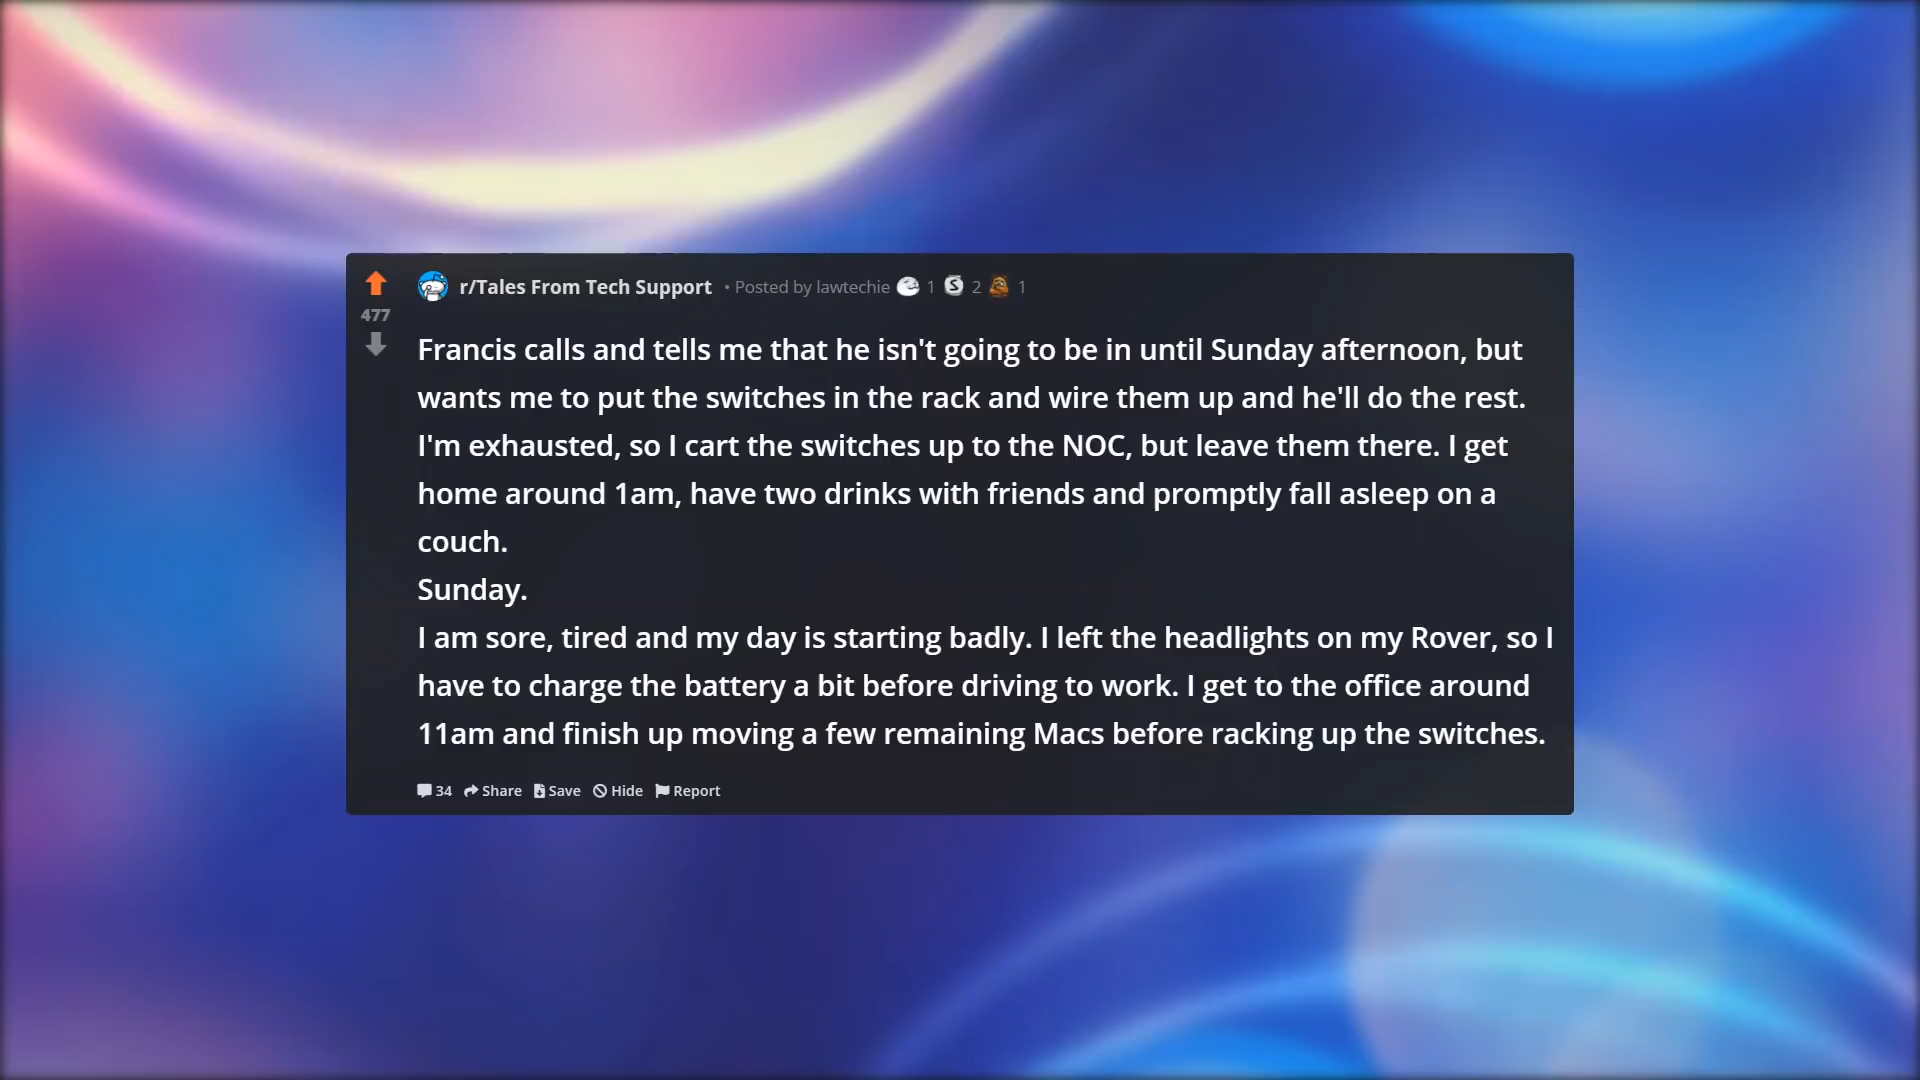 r/Tales From Tech Support • Posted by lawtechie 1 2 1
477
Francis calls and tells me that he isn't going to be in until Sunday afternoon, but
wants me to put the switches in the rack and wire them up and he'll do the rest.
I'm exhausted, so I cart the switches up to the NOC, but leave them there. I get
home around 1am, have two drinks with friends and promptly fall asleep on a
couch.
Sunday.
I am sore, tired and my day is starting badly. I left the headlights on my Rover, so I
have to charge the battery a bit before driving to work. I get to the office around
11am and finish up moving a few remaining Macs before racking up the switches.
34 Share Save Hide Report